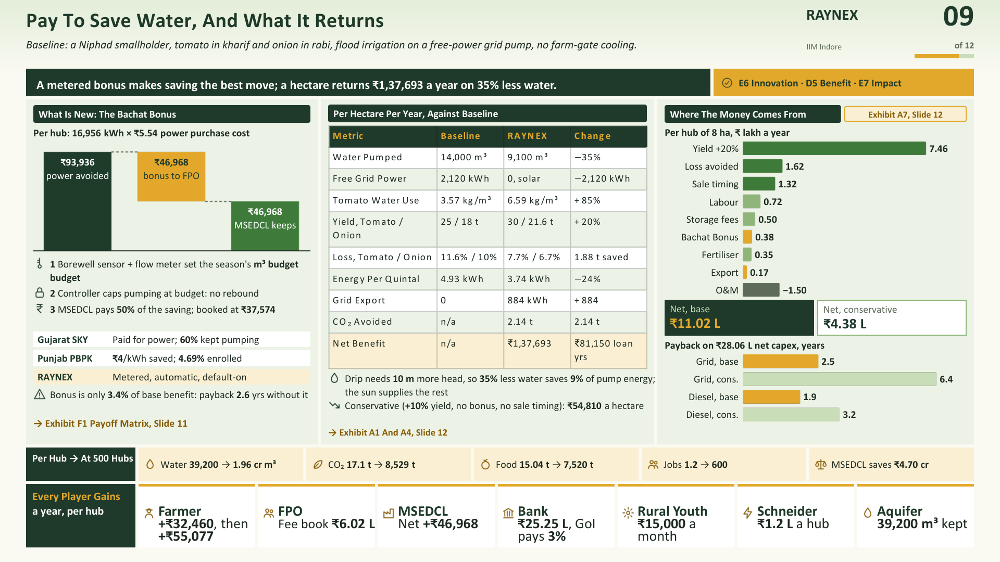 Pay To Save Water, And What It Returns
Baseline: a Niphad smallholder, tomato in kharif and onion in rabi, flood irrigation on a free-power grid pump, no farm-gate cooling.
RAYNEX
IIM Indore
09
of 12
A metered bonus makes saving the best move; a hectare returns ₹1,37,693 a year on 35% less water.
E6 Innovation · D5 Benefit · E7 Impact
What Is New: The Bachat Bonus
Per hub: 16,956 kWh × ₹5.54 power purchase cost
₹93,936
power avoided
₹46,968
bonus to FPO
₹46,968
MSEDCL keeps
1 Borewell sensor + flow meter set the season's m³ budget
budget
2 Controller caps pumping at budget: no rebound
3 MSEDCL pays 50% of the saving; booked at ₹37,574
Gujarat SKY Paid for power; 60% kept pumping
Punjab PBPK ₹4/kWh saved; 4.69% enrolled
RAYNEX Metered, automatic, default-on
Bonus is only 3.4% of base benefit: payback 2.6 yrs without it
→ Exhibit F1 Payoff Matrix, Slide 11
Per Hectare Per Year, Against Baseline
Metric Baseline RAYNEX Change
Water Pumped 14,000 m³ 9,100 m³ −35%
Free Grid Power 2,120 kWh 0, solar −2,120 kWh
Tomato Water Use 3.57 kg/m³ 6.59 kg/m³ +85%
Yield, Tomato / Onion 25 / 18 t 30 / 21.6 t +20%
Loss, Tomato / Onion 11.6% / 10% 7.7% / 6.7% 1.88 t saved
Energy Per Quintal 4.93 kWh 3.74 kWh −24%
Grid Export 0 884 kWh +884
CO₂ Avoided n/a 2.14 t 2.14 t
Net Benefit n/a ₹1,37,693 ₹81,150 loan yrs
Drip needs 10 m more head, so 35% less water saves 9% of pump energy;
the sun supplies the rest
Conservative (+10% yield, no bonus, no sale timing): ₹54,810 a hectare
→ Exhibit A1 And A4, Slide 12
Where The Money Comes From
Exhibit A7, Slide 12
Per hub of 8 ha, ₹ lakh a year
Yield +20% 7.46
Loss avoided 1.62
Sale timing 1.32
Labour 0.72
Storage fees 0.50
Bachat Bonus 0.38
Fertiliser 0.35
Export 0.17
O&M −1.50
Net, base
₹11.02 L
Net, conservative
₹4.38 L
Payback on ₹28.06 L net capex, years
Grid, base 2.5
Grid, cons. 6.4
Diesel, base 1.9
Diesel, cons. 3.2
Per Hub → At 500 Hubs
Water 39,200 → 1.96 cr m³
CO₂ 17.1 t → 8,529 t
Food 15.04 t → 7,520 t
Jobs 1.2 → 600
MSEDCL saves ₹4.70 cr
Every Player Gains
a year, per hub
Farmer
+₹32,460, then
+₹55,077
FPO
Fee book ₹6.02 L
MSEDCL
Net +₹46,968
Bank
₹25.25 L, GoI
pays 3%
Rural Youth
₹15,000 a
month
Schneider
₹1.2 L a hub
Aquifer
39,200 m³ kept